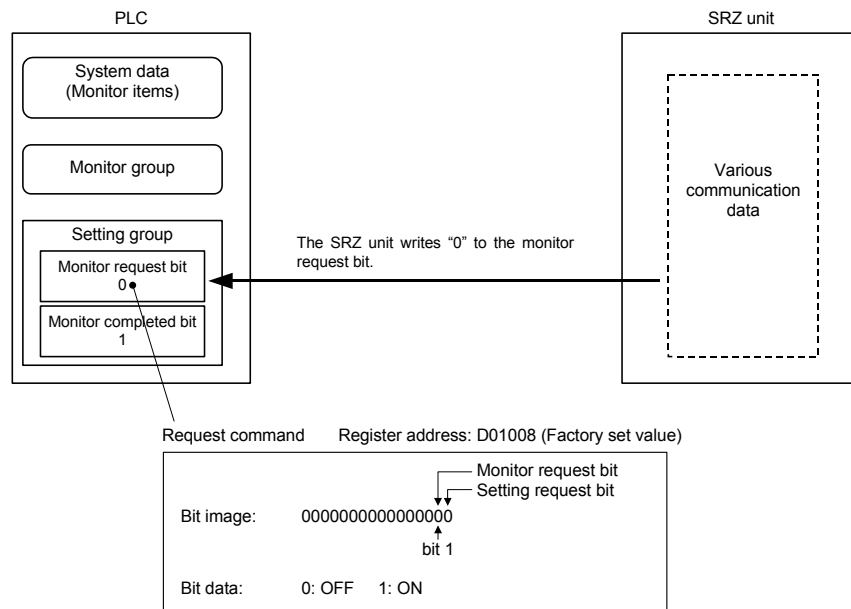 PLC
SRZ unit
System data
(Monitor items)
Monitor group
Various
communication
data
Setting group
The SRZ unit writes “0” to the monitor
request bit.
Monitor request bit
0
Monitor completed bit
1
Request command Register address: D01008 (Factory set value)
Monitor request bit
Setting request bit
Bit image: 0000000000000000
bit 1
Bit data: 0: OFF 1: ON